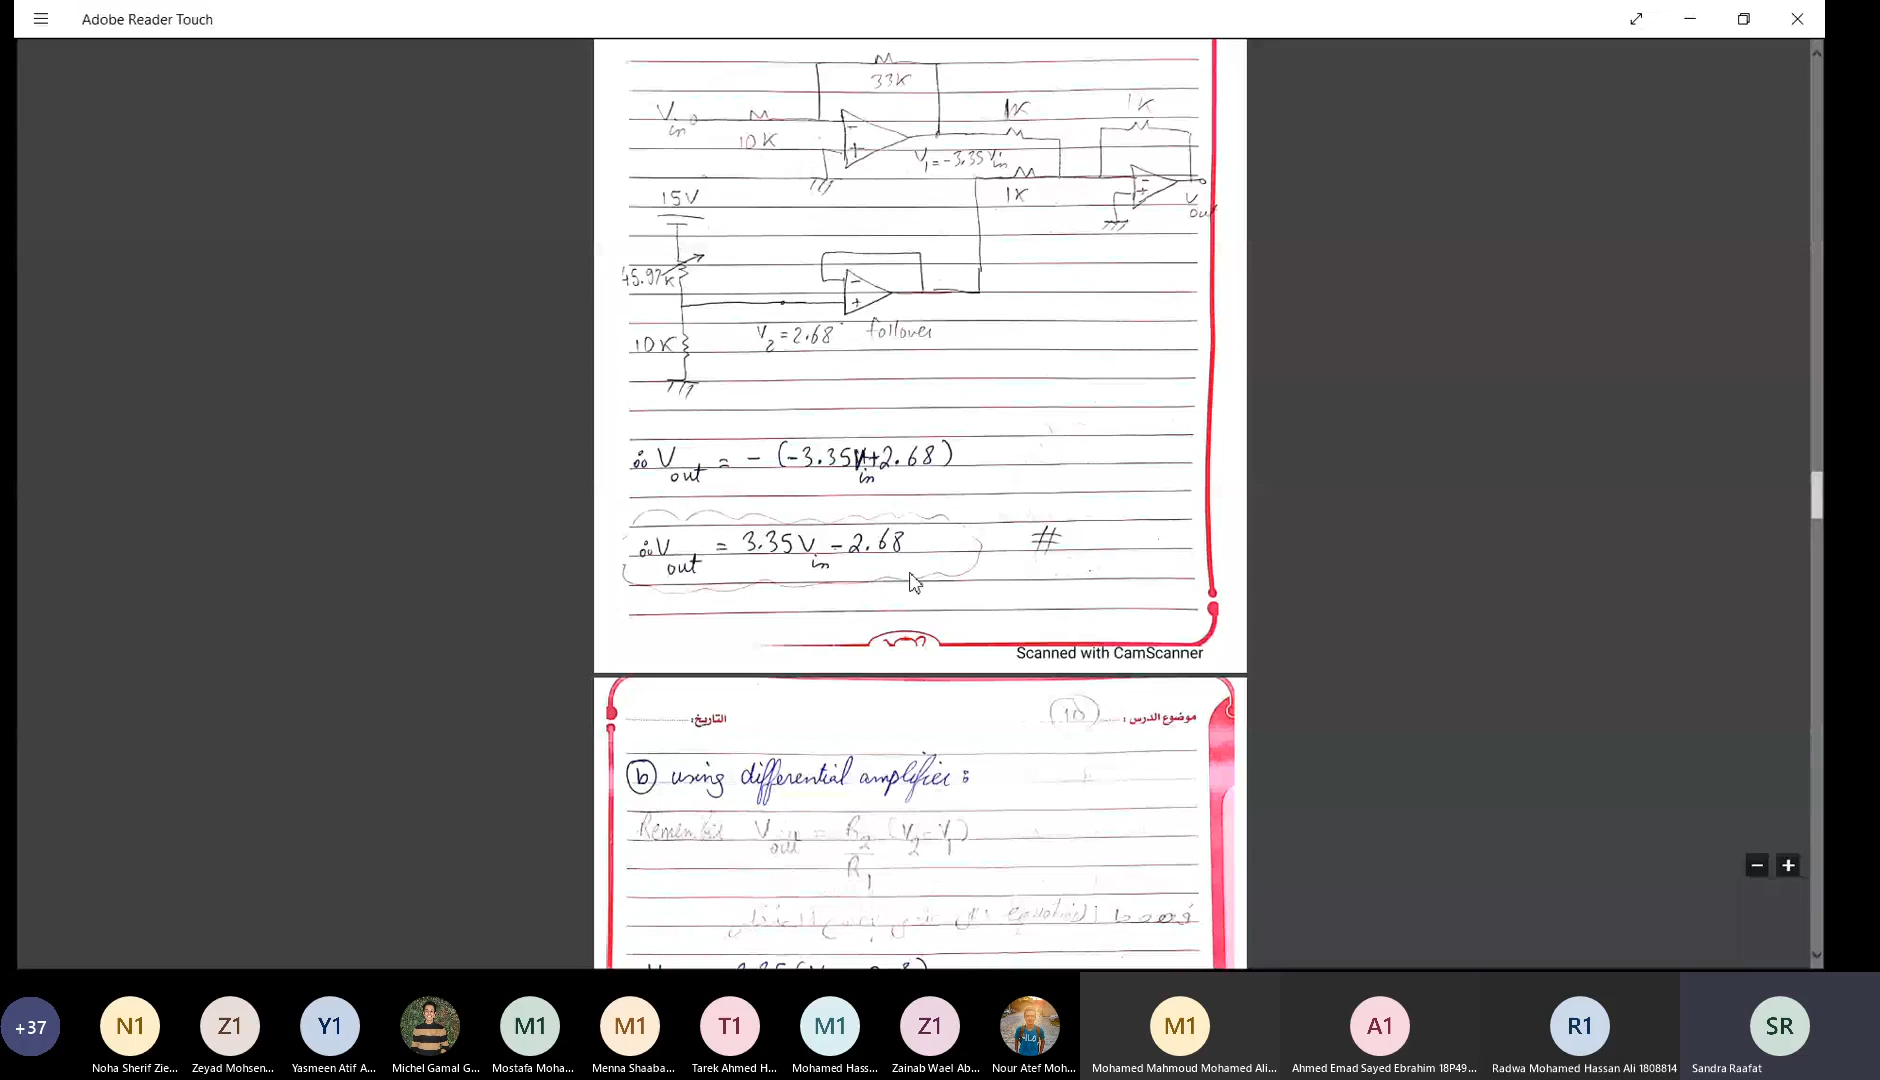 Adobe Reader Touch
33K
1K
1K
V in
10K
V1 = -3.35 Vin
1K
V out
15V
45.97K
10K
V2 = 2.68
follower
∴ Vout = - (-3.35Vin+2.68)
∴ Vout = 3.35Vin - 2.68 #
Scanned with CamScanner
موضوع الدرس : 10
التاريخ:
(b) using differential amplifier :
Vout = R2/R1 (V2-V1)
+37
N1 Z1 Y1 M1 M1 T1 M1 Z1 M1 A1 R1 SR
Noha Sherif Zie...
Zeyad Mohsen...
Yasmeen Atif A...
Michel Gamal G...
Mostafa Moha...
Menna Shaaba...
Tarek Ahmed H...
Mohamed Hass...
Zainab Wael Ab...
Nour Atef Moh...
Mohamed Mahmoud Mohamed Ali...
Ahmed Emad Sayed Ebrahim 18P49...
Radwa Mohamed Hassan Ali 1808814
Sandra Raafat